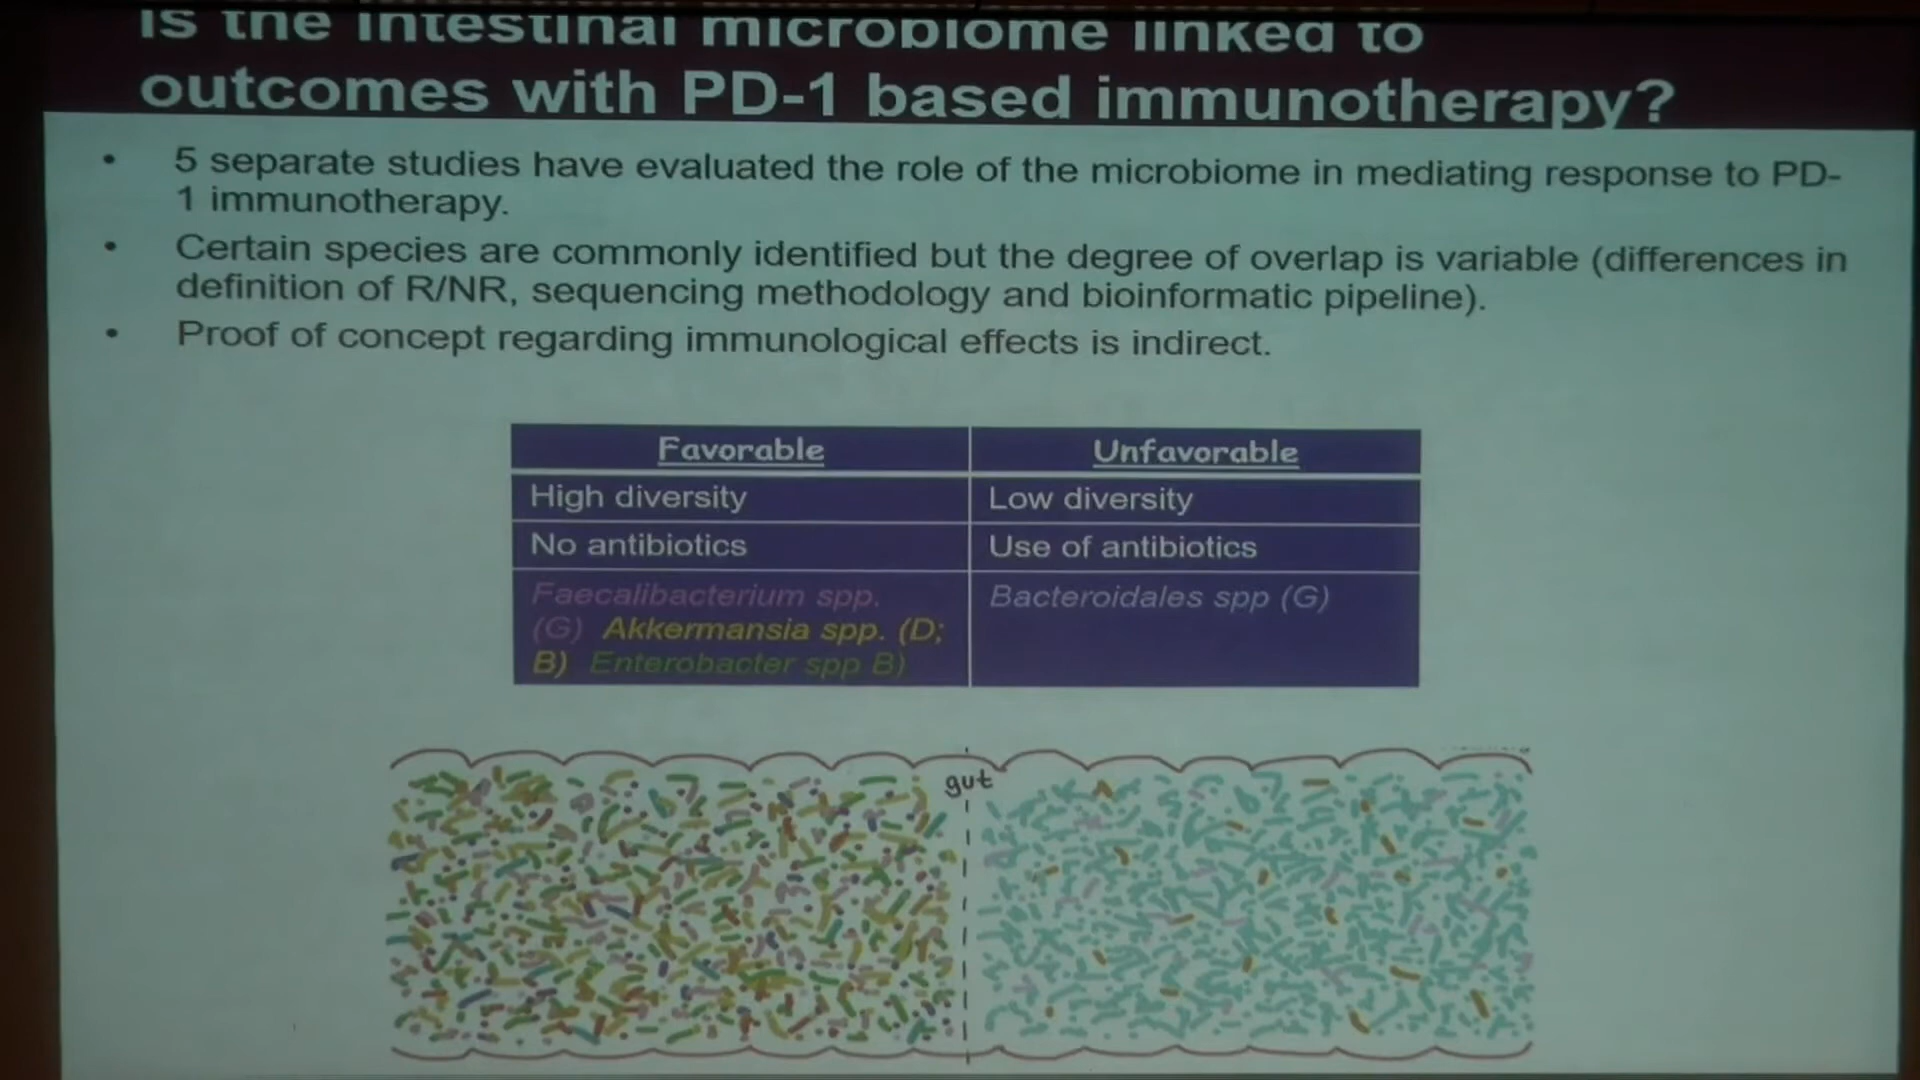 is the intestinal microbiome linked to
outcomes with PD-1 based immunotherapy?
• 5 separate studies have evaluated the role of the microbiome in mediating response to PD-
1 immunotherapy.
• Certain species are commonly identified but the degree of overlap is variable (differences in
definition of R/NR, sequencing methodology and bioinformatic pipeline).
• Proof of concept regarding immunological effects is indirect.
Favorable Unfavorable
High diversity Low diversity
No antibiotics Use of antibiotics
Faecalibacterium spp. Bacteroidales spp (G)
(G) Akkermansia spp. (D;
B) Enterobacter spp B)
gut